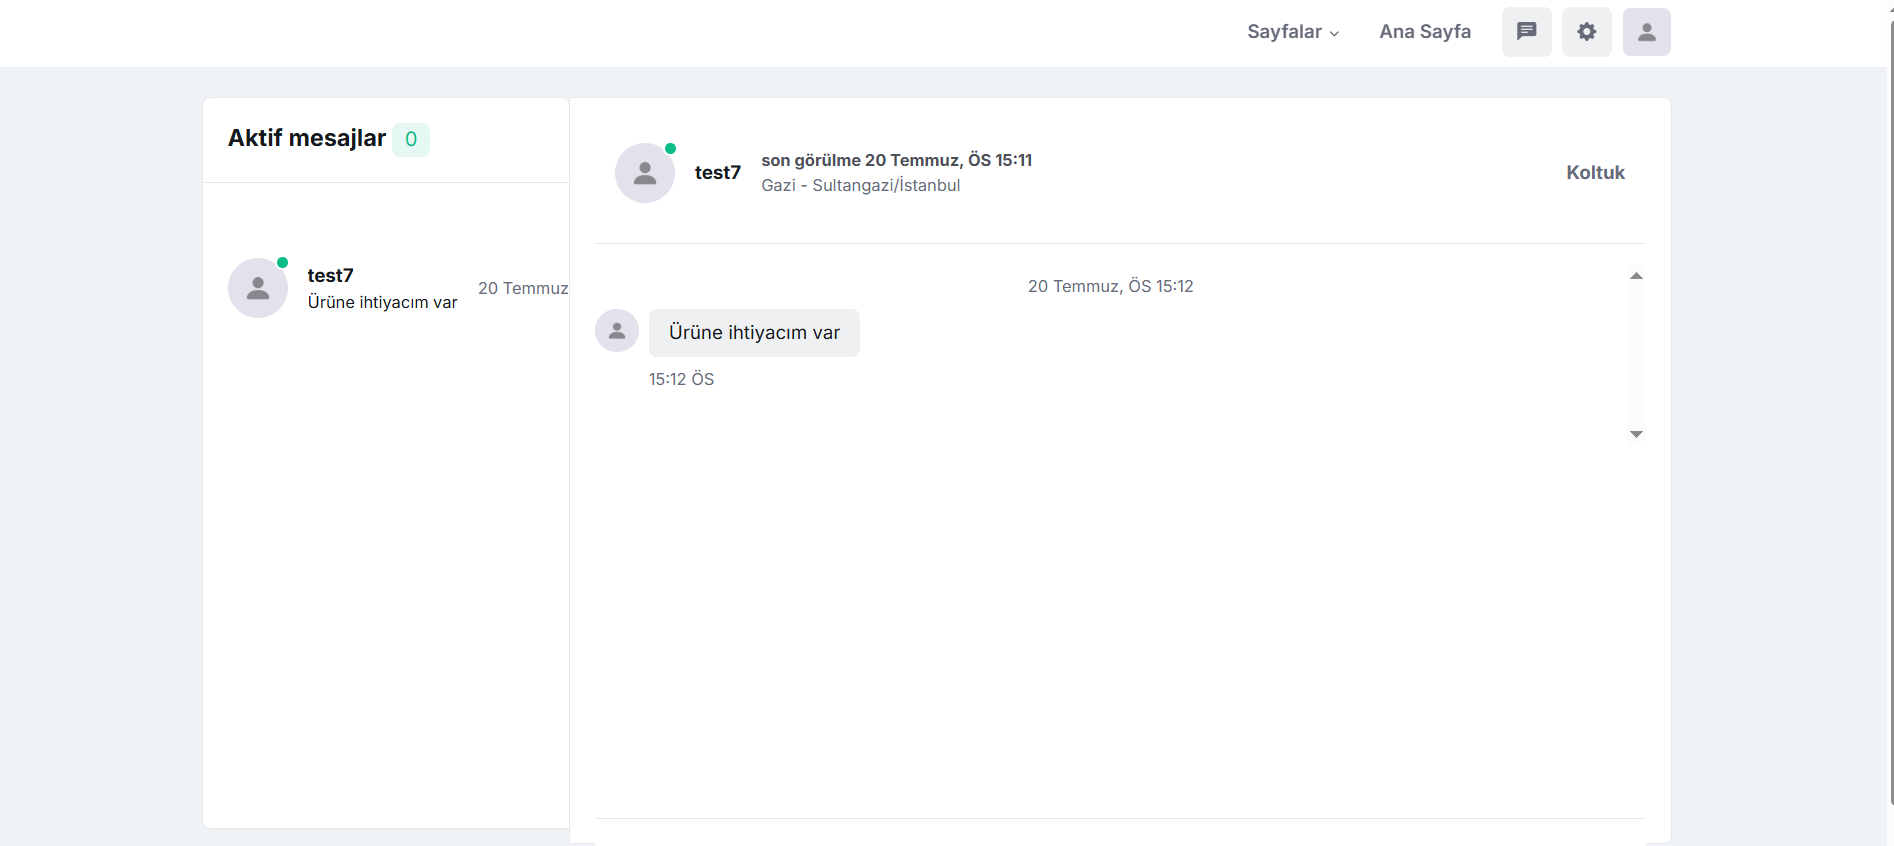 Sayfalar
Ana Sayfa
Aktif mesajlar 0
test7
Ürüne ihtiyacım var
20 Temmuz
test7
son görülme 20 Temmuz, ÖS 15:11
Gazi - Sultangazi/İstanbul
Koltuk
20 Temmuz, ÖS 15:12
Ürüne ihtiyacım var
15:12 ÖS